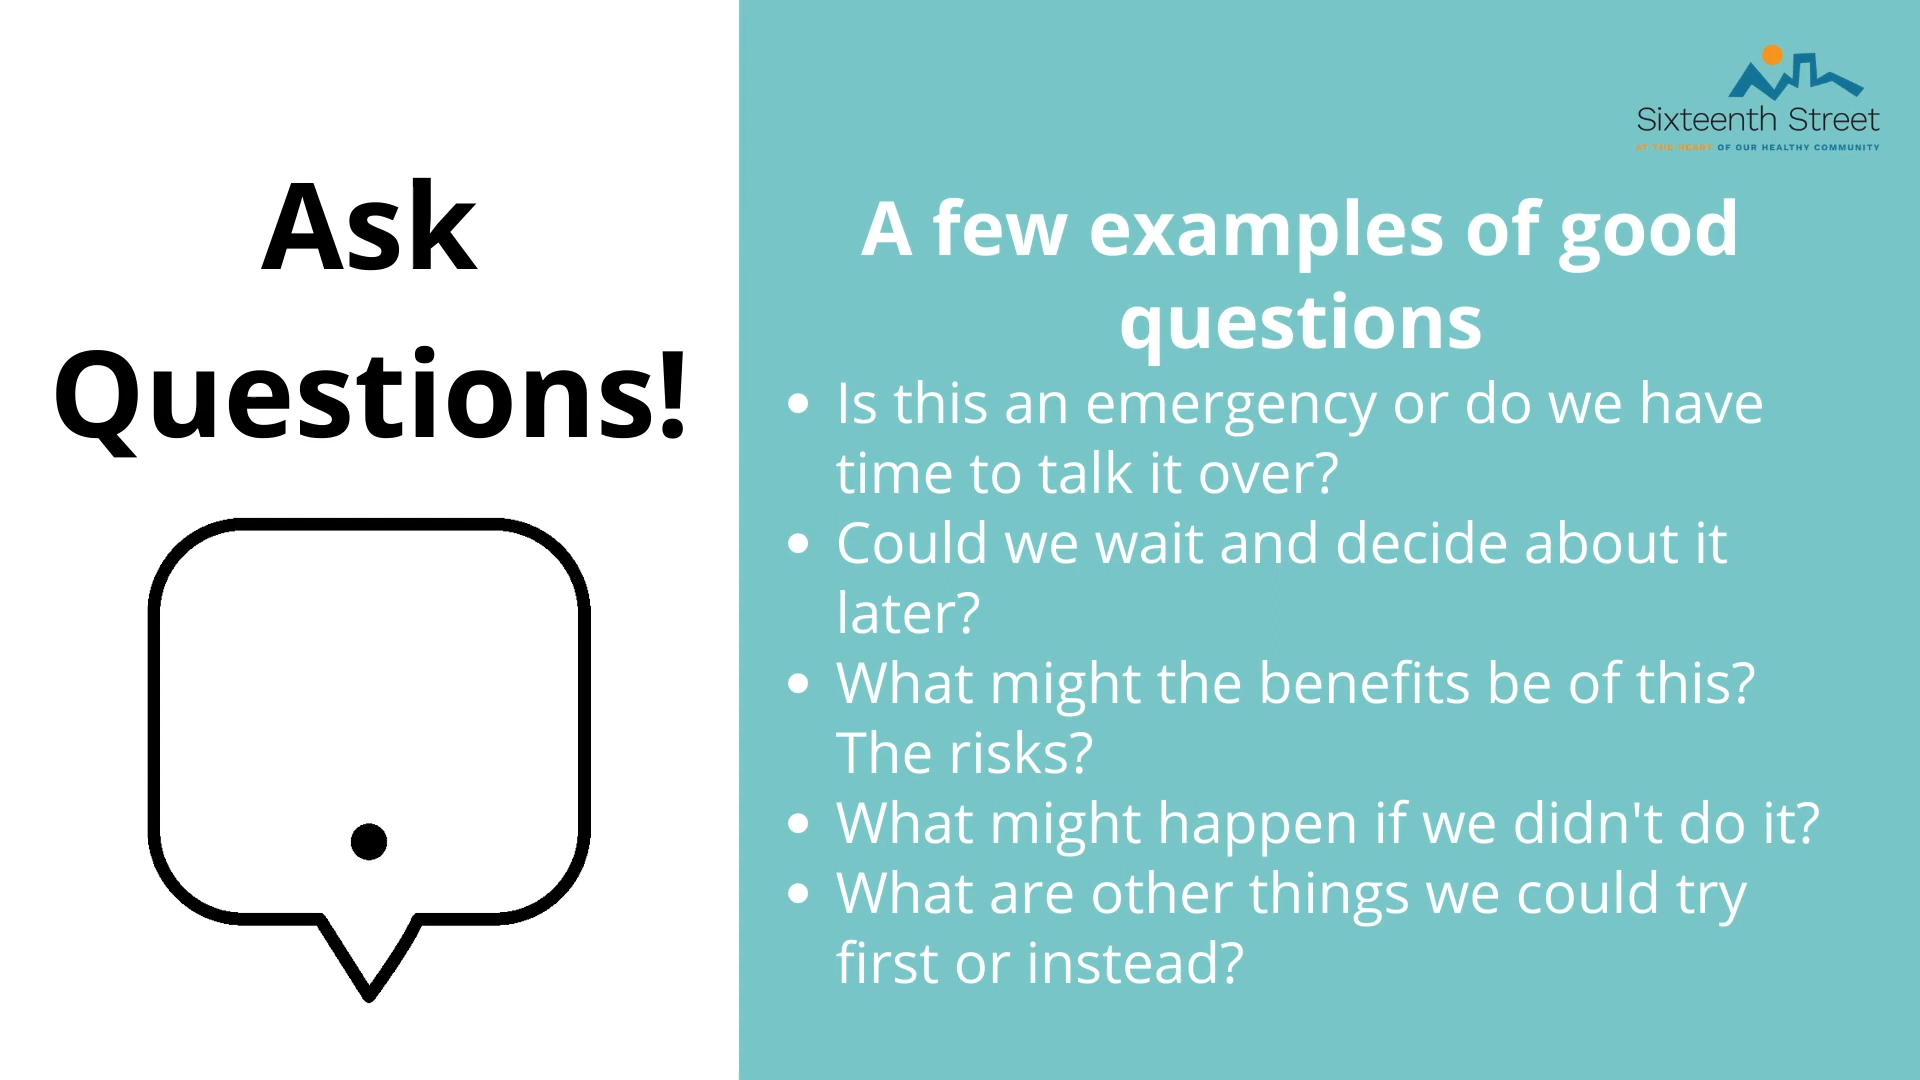 Ask
Questions!
Sixteenth Street
AT THE HEART OF OUR HEALTHY COMMUNITY
A few examples of good
questions
• Is this an emergency or do we have
time to talk it over?
• Could we wait and decide about it
later?
• What might the benefits be of this?
The risks?
• What might happen if we didn't do it?
• What are other things we could try
first or instead?